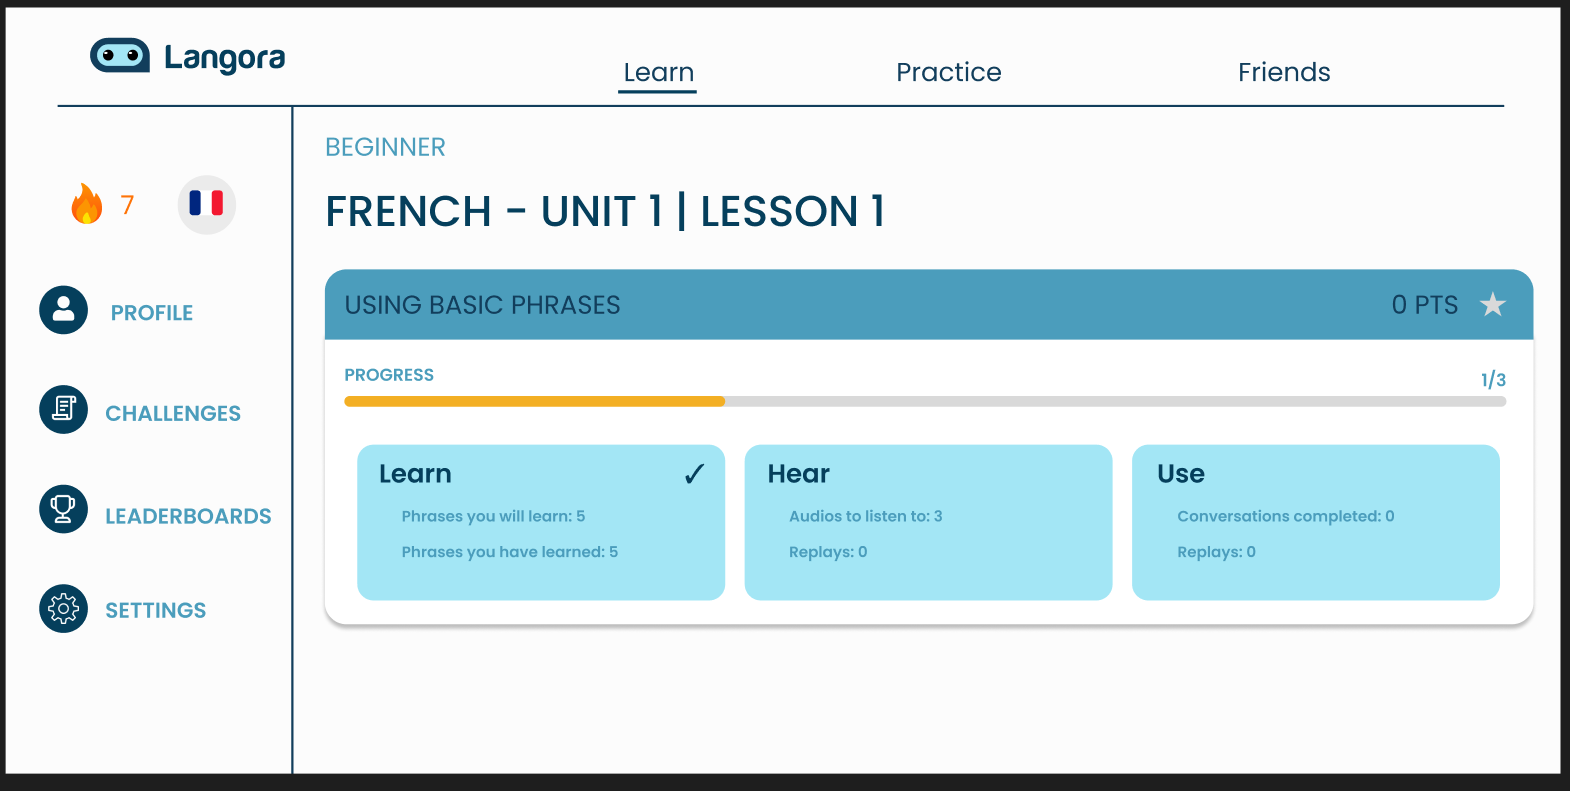 Langora
Learn
Practice
Friends
7
PROFILE
CHALLENGES
LEADERBOARDS
SETTINGS
BEGINNER
FRENCH - UNIT 1 | LESSON 1
USING BASIC PHRASES
0 PTS ★
PROGRESS
1/3
Learn ✓
Phrases you will learn: 5
Phrases you have learned: 5
Hear
Audios to listen to: 3
Replays: 0
Use
Conversations completed: 0
Replays: 0